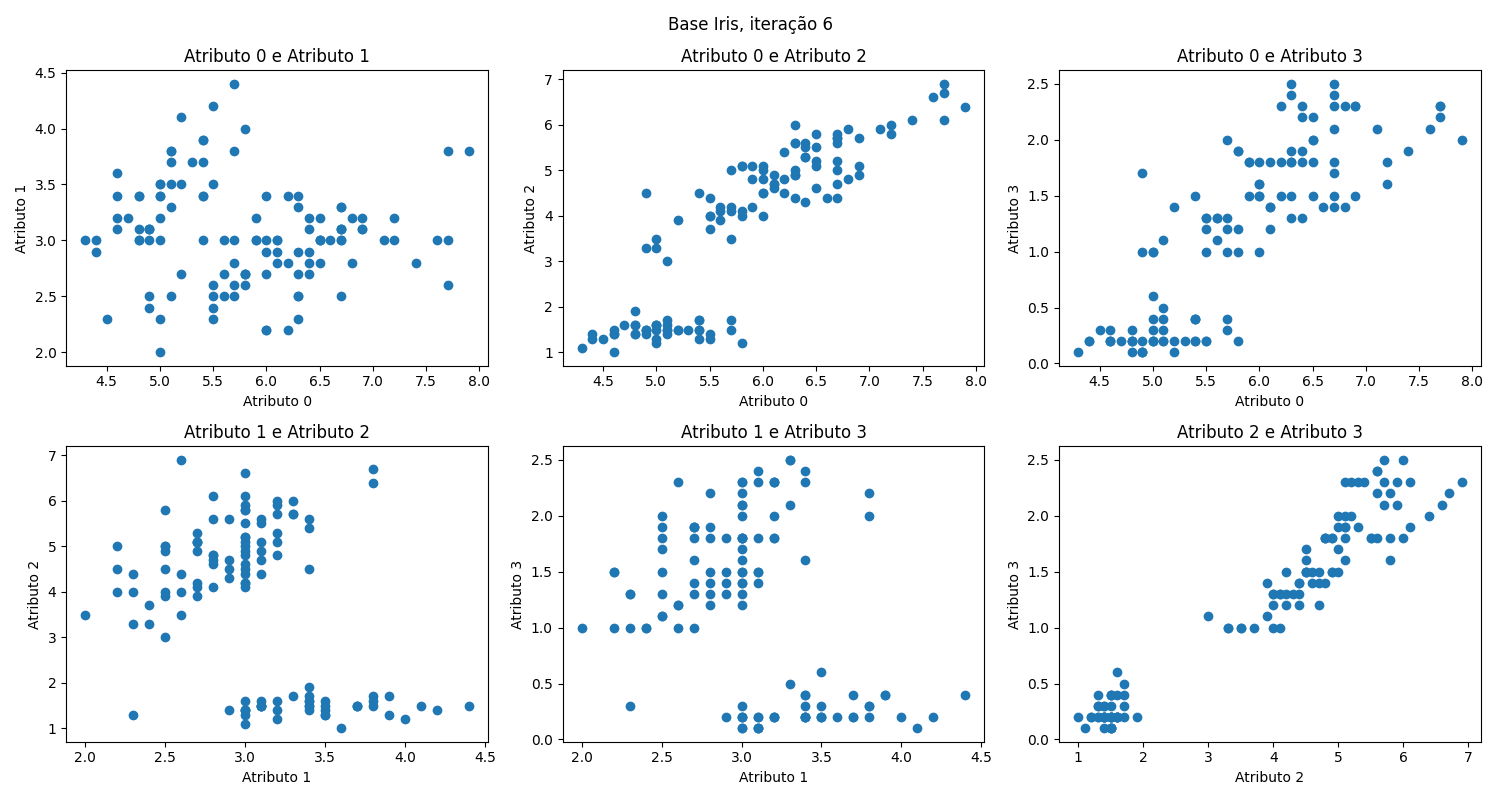 Base Iris, iteração 6
Atributo 0 e Atributo 1
4.5
4.0
3.5
3.0
2.5
2.0
Atributo 1
4.5 5.0 5.5 6.0 6.5 7.0 7.5 8.0
Atributo 0
Atributo 0 e Atributo 2
7
6
5
4
3
2
1
Atributo 2
4.5 5.0 5.5 6.0 6.5 7.0 7.5 8.0
Atributo 0
Atributo 0 e Atributo 3
2.5
2.0
1.5
1.0
0.5
0.0
Atributo 3
4.5 5.0 5.5 6.0 6.5 7.0 7.5 8.0
Atributo 0
Atributo 1 e Atributo 2
7
6
5
4
3
2
1
Atributo 2
2.0 2.5 3.0 3.5 4.0 4.5
Atributo 1
Atributo 1 e Atributo 3
2.5
2.0
1.5
1.0
0.5
0.0
Atributo 3
2.0 2.5 3.0 3.5 4.0 4.5
Atributo 1
Atributo 2 e Atributo 3
2.5
2.0
1.5
1.0
0.5
0.0
Atributo 3
1 2 3 4 5 6 7
Atributo 2